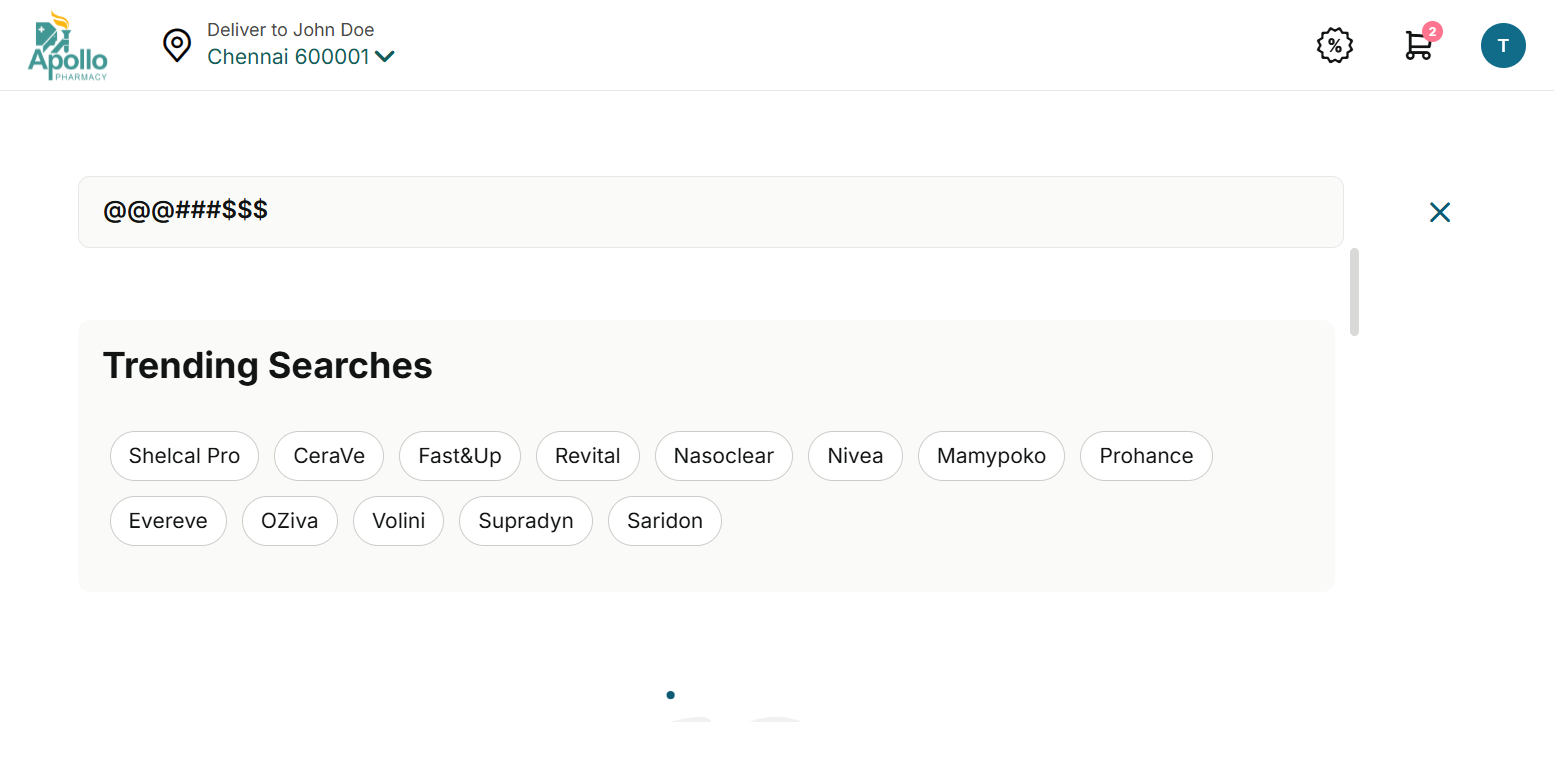 Apollo
PHARMACY
Deliver to John Doe
Chennai 600001
%
2
T
@@@###$$$
Trending Searches
Shelcal Pro CeraVe Fast&Up Revital Nasoclear Nivea Mamypoko Prohance
Evereve OZiva Volini Supradyn Saridon